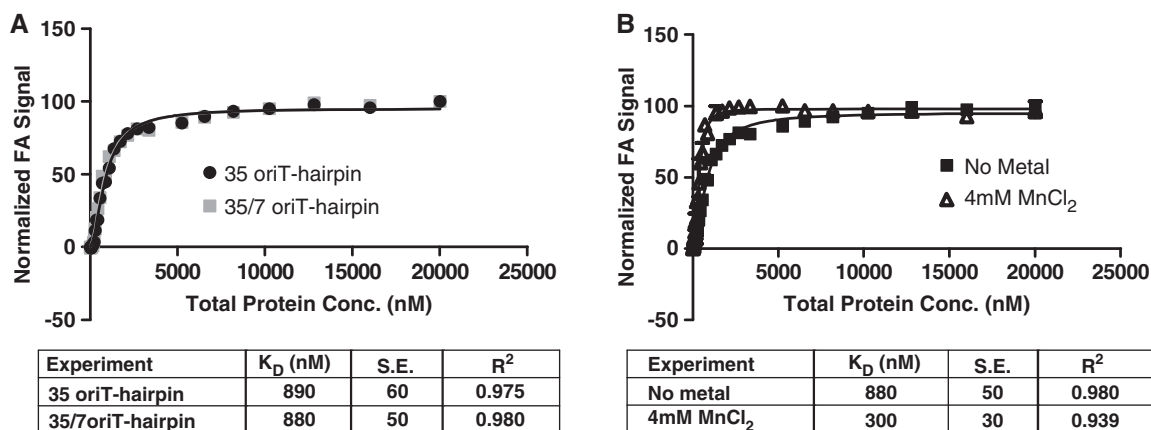 A
Normalized FA Signal
150
100
50
0
-50
5000 10000 15000 20000 25000
Total Protein Conc. (nM)
35 oriT-hairpin
35/7 oriT-hairpin
Experiment K_D (nM) S.E. R²
35 oriT-hairpin 890 60 0.975
35/7oriT-hairpin 880 50 0.980
B
Normalized FA Signal
150
100
50
0
-50
5000 10000 15000 20000 25000
Total Protein Conc. (nM)
No Metal
4mM MnCl₂
Experiment K_D (nM) S.E. R²
No metal 880 50 0.980
4mM MnCl₂ 300 30 0.939